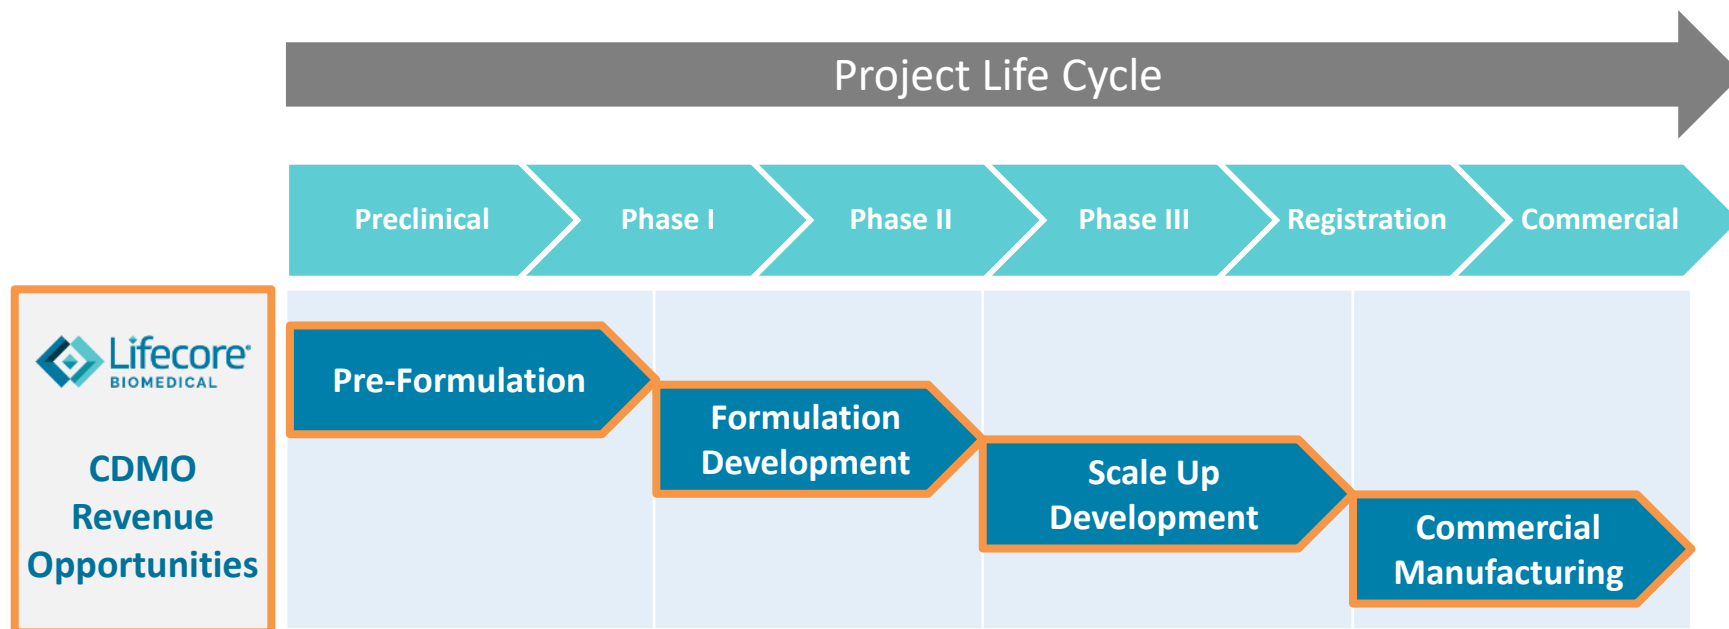 Project Life Cycle
Preclinical
Phase I
Phase II
Phase III
Registration
Commercial
Lifecore®
BIOMEDICAL
CDMO
Revenue
Opportunities
Pre-Formulation
Formulation
Development
Scale Up
Development
Commercial
Manufacturing